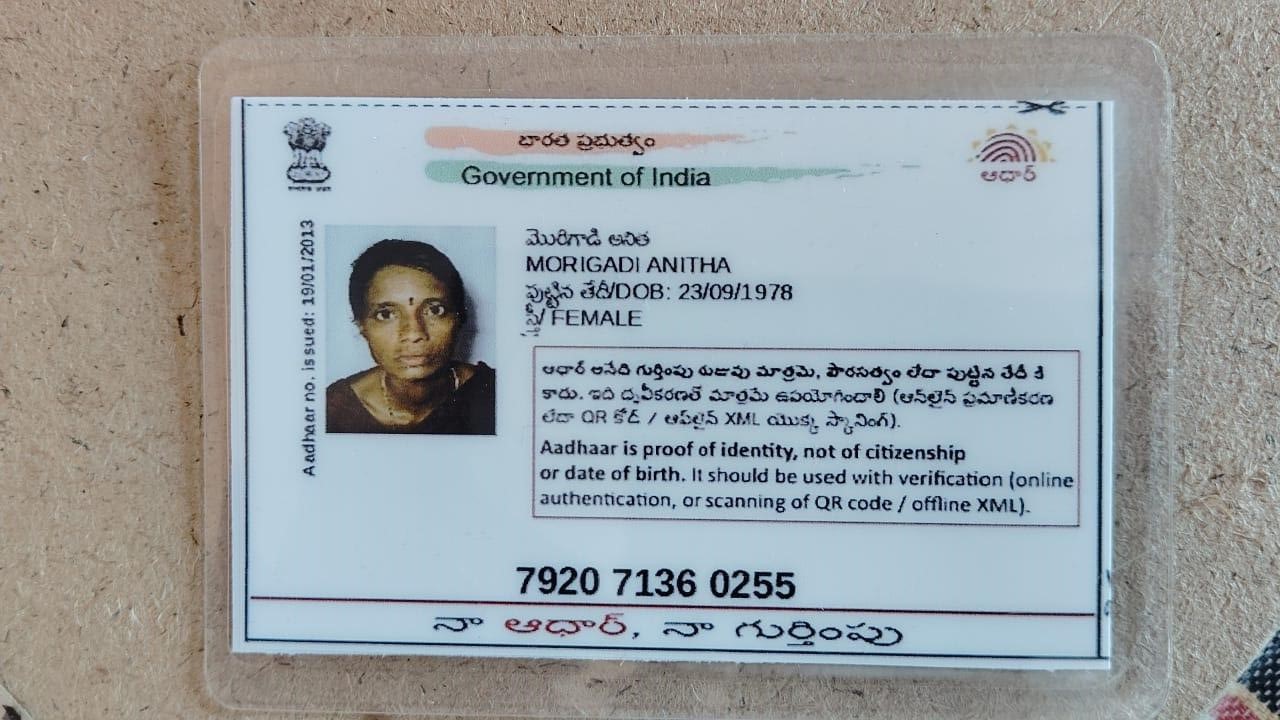 భారత ప్రభుత్వం
Government of India
ఆధార్
Aadhaar no. issued: 19/01/2013
మొరిగాడి అనిత
MORIGADI ANITHA
పుట్టిన తేదీ/DOB: 23/09/1978
స్త్రీ/ FEMALE
ఆధార్ అనేది గుర్తింపు రుజువు మాత్రమే, పౌరసత్వం లేదా పుట్టిన తేదీ కి
కాదు. ఇది ధృవీకరణతో మాత్రమే ఉపయోగించాలి (ఆన్‌లైన్ ప్రమాణీకరణ
లేదా QR కోడ్ / ఆఫ్‌లైన్ XML యొక్క స్కానింగ్).
Aadhaar is proof of identity, not of citizenship
or date of birth. It should be used with verification (online
authentication, or scanning of QR code / offline XML).
7920 7136 0255
నా ఆధార్, నా గుర్తింపు